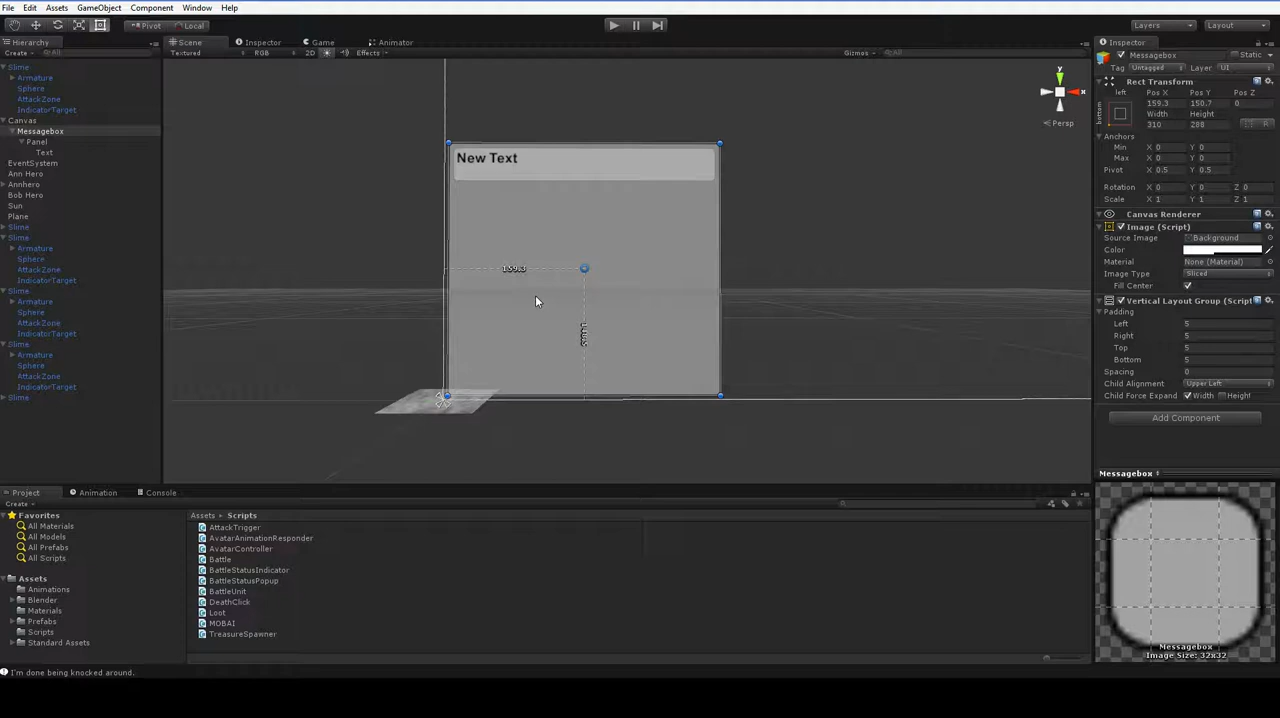 File Edit Assets GameObject Component Window Help
Pivot Local Layers Layout
Hierarchy Scene Inspector Game Animator Inspector
Create All Textured RGB 2D Effects Gizmos All
Messagebox Static
Tag Untagged Layer UI
Slime
Armature
Sphere
AttackZone
IndicatorTarget
Canvas
Messagebox
Panel
Text
EventSystem
Ann Hero
Annhero
Bob Hero
Sun
Plane
Slime
Slime
Armature
Sphere
AttackZone
IndicatorTarget
Slime
Armature
Sphere
AttackZone
IndicatorTarget
Slime
Armature
Sphere
AttackZone
IndicatorTarget
Slime
y
x
Persp
New Text
159.3
Rect Transform
left Pos X Pos Y Pos Z
bottom 159.3 150.7 0
Width Height
310 288 R
Anchors
Min X 0 Y 0
Max X 0 Y 0
Pivot X 0.5 Y 0.5
Rotation X 0 Y 0 Z 0
Scale X 1 Y 1 Z 1
Canvas Renderer
Image (Script)
Source Image Background
Color
Material None (Material)
Image Type Sliced
Fill Center
Vertical Layout Group (Script
Padding
Left 5
Right 5
Top 5
Bottom 5
Spacing 0
Child Alignment Upper Left
Child Force Expand Width Height
Add Component
Messagebox
Messagebox
Image Size: 32x32
Project Animation Console
Create
Favorites
All Materials
All Models
All Prefabs
All Scripts
Assets
Animations
Blender
Materials
Prefabs
Scripts
Standard Assets
Assets Scripts
AttackTrigger
AvatarAnimationResponder
AvatarController
Battle
BattleStatusIndicator
BattleStatusPopup
BattleUnit
DeathClick
Loot
MOBAI
TreasureSpawner
I'm done being knocked around.